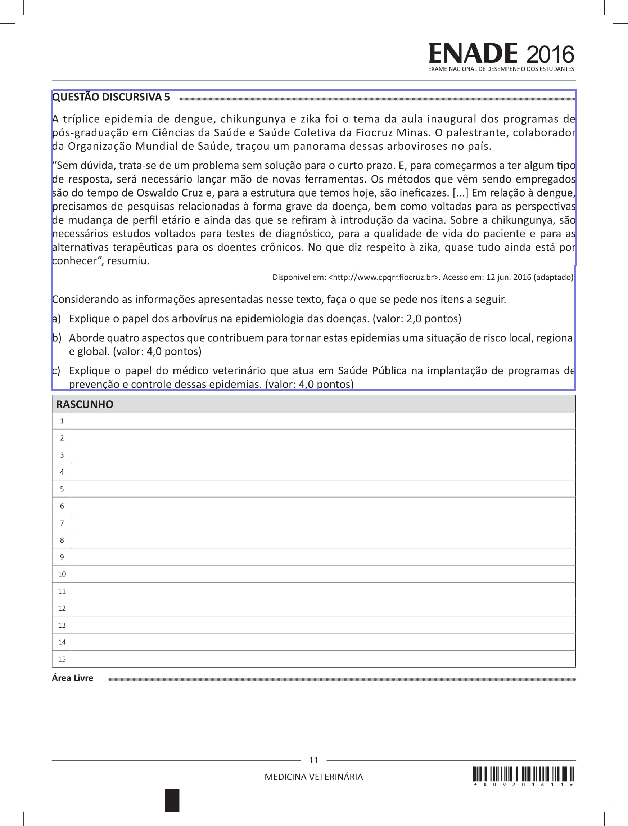 ENADE 2016
EXAME NACIONAL DE DESEMPENHO DOS ESTUDANTES
QUESTÃO DISCURSIVA 5
A tríplice epidemia de dengue, chikungunya e zika foi o tema da aula inaugural dos programas de
pós-graduação em Ciências da Saúde e Saúde Coletiva da Fiocruz Minas. O palestrante, colaborador
da Organização Mundial de Saúde, traçou um panorama dessas arboviroses no país.
“Sem dúvida, trata-se de um problema sem solução para o curto prazo. E, para começarmos a ter algum tipo
de resposta, será necessário lançar mão de novas ferramentas. Os métodos que vêm sendo empregados
são do tempo de Oswaldo Cruz e, para a estrutura que temos hoje, são ineficazes. [...] Em relação à dengue,
precisamos de pesquisas relacionadas à forma grave da doença, bem como voltadas para as perspectivas
de mudança de perfil etário e ainda das que se refiram à introdução da vacina. Sobre a chikungunya, são
necessários estudos voltados para testes de diagnóstico, para a qualidade de vida do paciente e para as
alternativas terapêuticas para os doentes crônicos. No que diz respeito à zika, quase tudo ainda está por
conhecer”, resumiu.
Disponível em: <http://www.cpqrr.fiocruz.br>. Acesso em: 12 jun. 2016 (adaptado).
Considerando as informações apresentadas nesse texto, faça o que se pede nos itens a seguir.
a) Explique o papel dos arbovírus na epidemiologia das doenças. (valor: 2,0 pontos)
b) Aborde quatro aspectos que contribuem para tornar estas epidemias uma situação de risco local, regional
e global. (valor: 4,0 pontos)
c) Explique o papel do médico veterinário que atua em Saúde Pública na implantação de programas de
prevenção e controle dessas epidemias. (valor: 4,0 pontos)
RASCUNHO
1
2
3
4
5
6
7
8
9
10
11
12
13
14
15
Área Livre
11
MEDICINA VETERINÁRIA